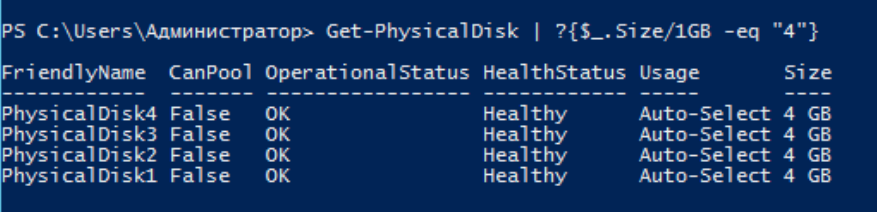 PS C:\Users\Администратор> Get-PhysicalDisk | ?{$_.Size/1GB -eq "4"}
FriendlyName CanPool OperationalStatus HealthStatus Usage Size
------------ ------- ----------------- ------------ ----- ----
PhysicalDisk4 False OK Healthy Auto-Select 4 GB
PhysicalDisk3 False OK Healthy Auto-Select 4 GB
PhysicalDisk2 False OK Healthy Auto-Select 4 GB
PhysicalDisk1 False OK Healthy Auto-Select 4 GB